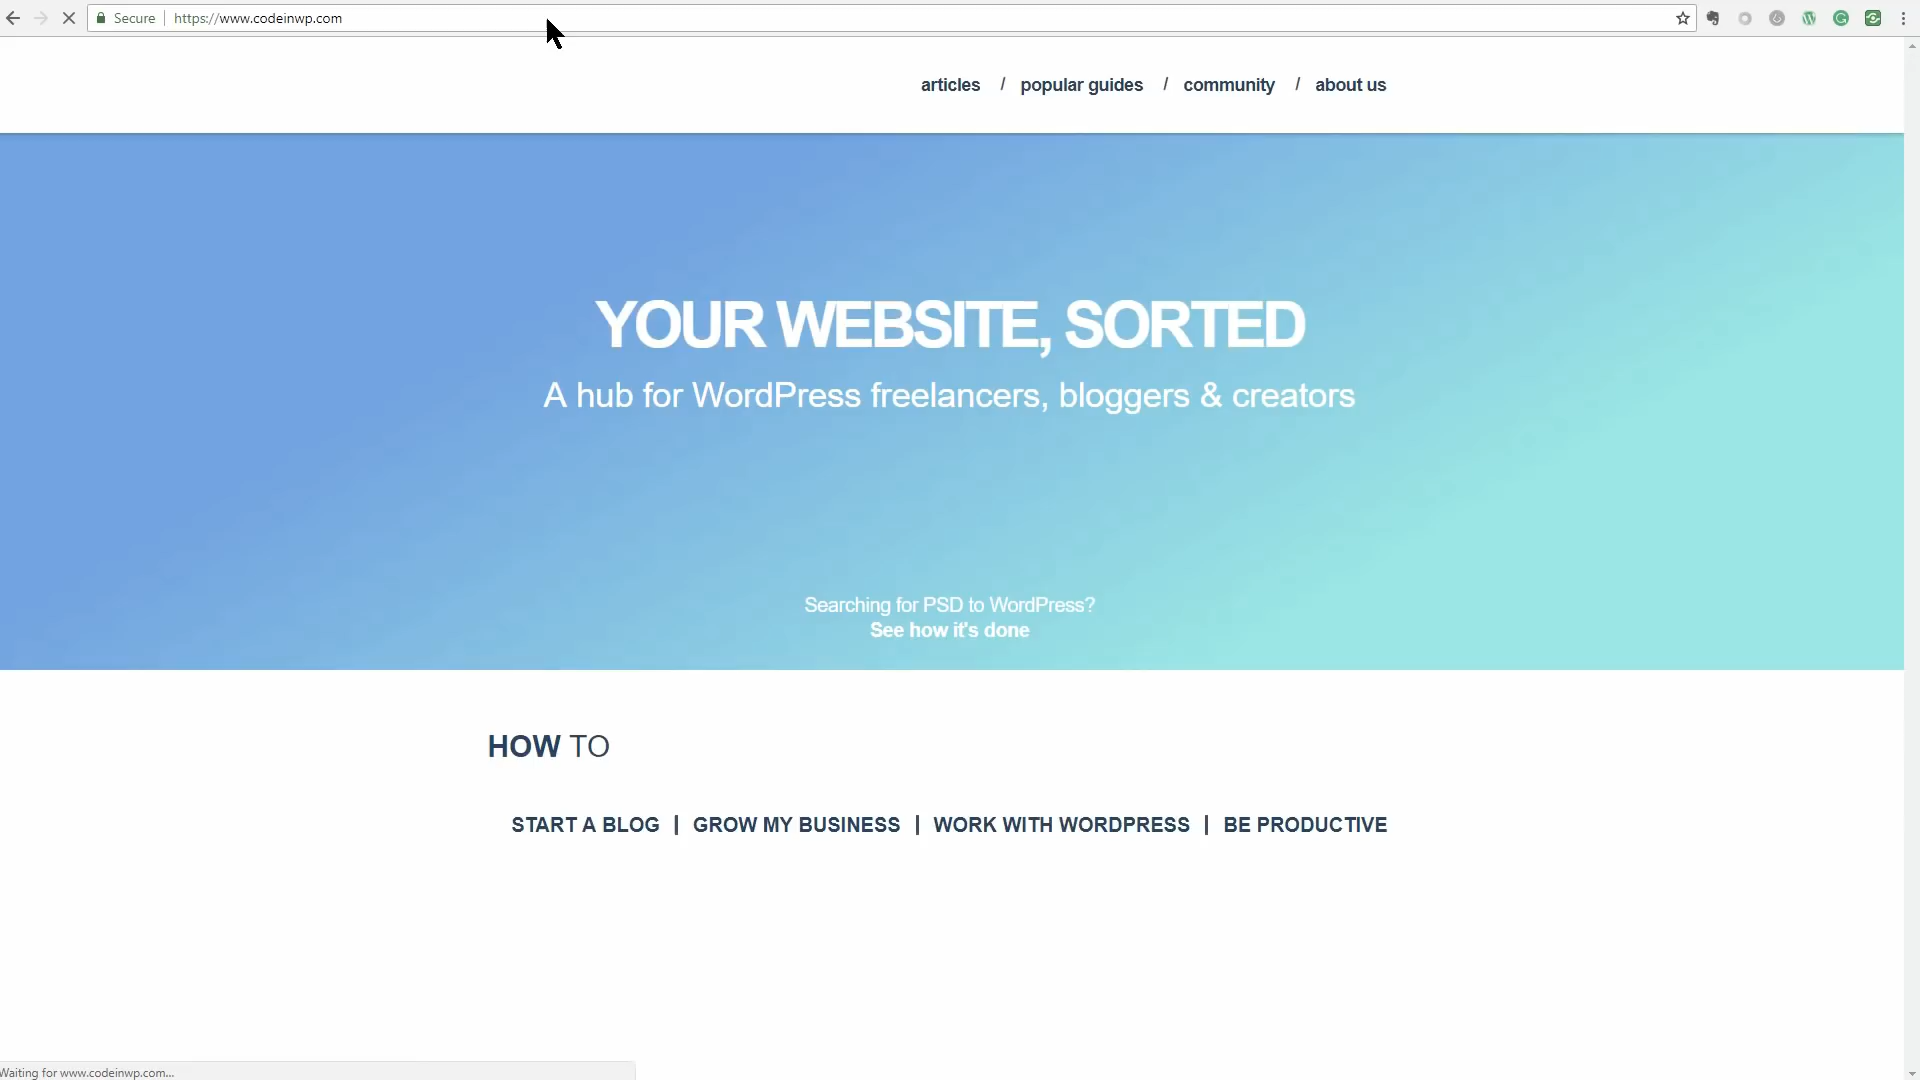 Secure https://www.codeinwp.com
articles / popular guides / community / about us
YOUR WEBSITE, SORTED
A hub for WordPress freelancers, bloggers & creators
Searching for PSD to WordPress?
See how it's done
HOW TO
START A BLOG | GROW MY BUSINESS | WORK WITH WORDPRESS | BE PRODUCTIVE
Waiting for www.codeinwp.com...